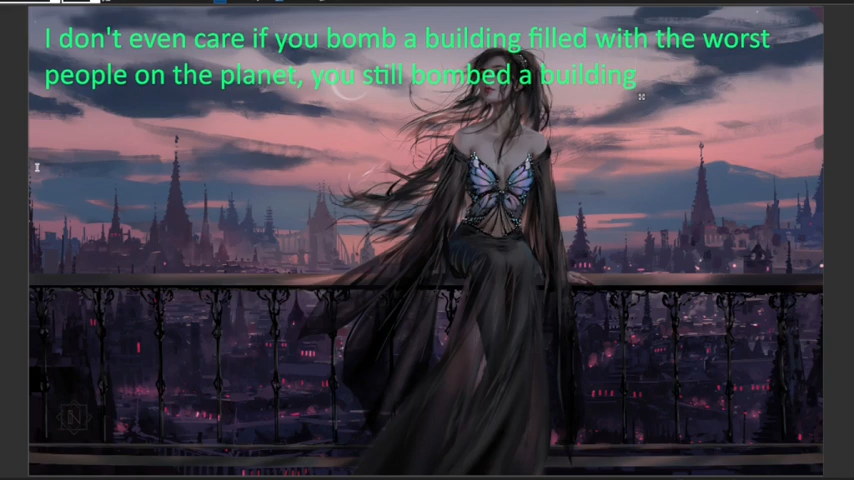 I don't even care if you bomb a building filled with the worst
people on the planet, you still bombed a building